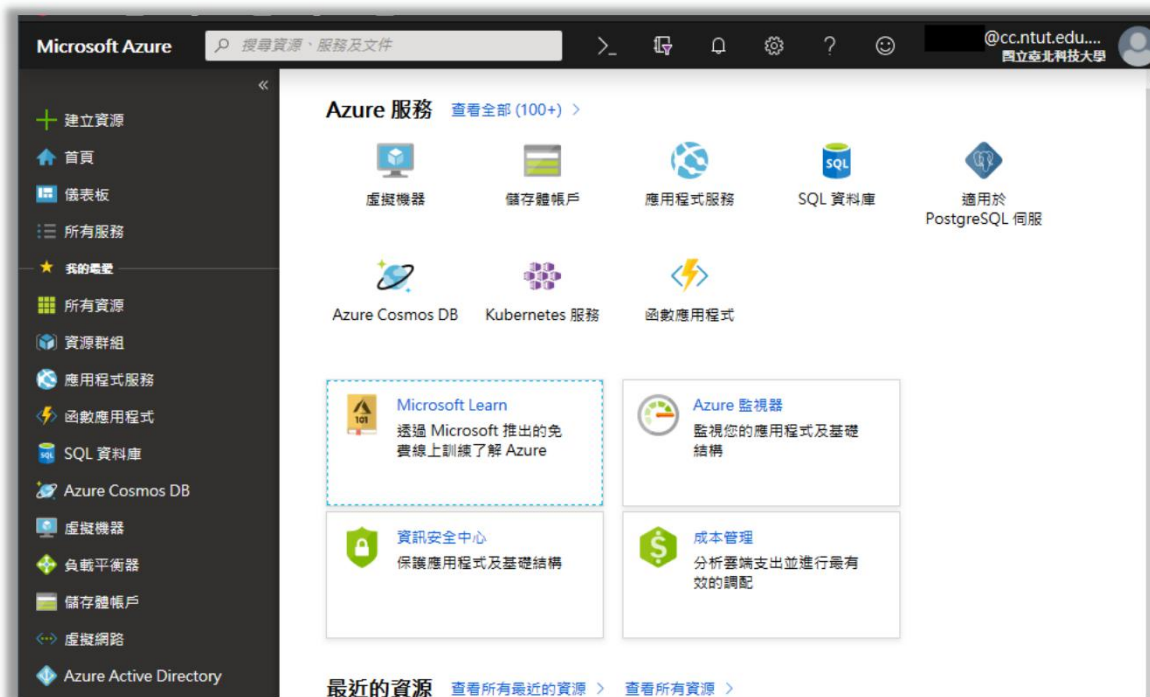 Microsoft Azure
搜尋資源、服務及文件
@cc.ntut.edu....
國立臺北科技大學
建立資源
首頁
儀表板
所有服務
我的最愛
所有資源
資源群組
應用程式服務
函數應用程式
SQL 資料庫
Azure Cosmos DB
虛擬機器
負載平衡器
儲存體帳戶
虛擬網路
Azure Active Directory
Azure 服務 查看全部 (100+)
虛擬機器
儲存體帳戶
應用程式服務
SQL
SQL 資料庫
適用於
PostgreSQL 伺服
Azure Cosmos DB
Kubernetes 服務
函數應用程式
101
Microsoft Learn
透過 Microsoft 推出的免
費線上訓練了解 Azure
Azure 監視器
監視您的應用程式及基礎
結構
資訊安全中心
保護應用程式及基礎結構
成本管理
分析雲端支出並進行最有
效的調配
最近的資源 查看所有最近的資源 查看所有資源